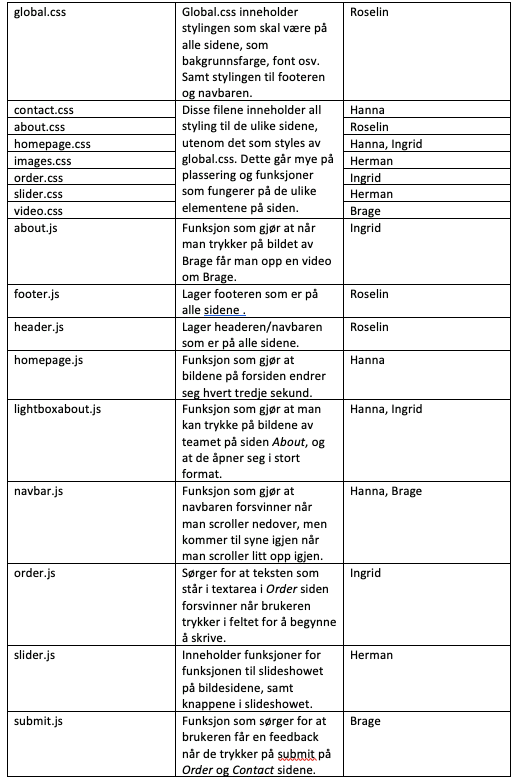 global.css
Global.css inneholder
stylingen som skal være på
alle sidene, som
bakgrunnsfarge, font osv.
Samt stylingen til footeren
og navbaren.
Roselin
contact.css
about.css
homepage.css
images.css
order.css
slider.css
video.css
Disse filene inneholder all
styling til de ulike sidene,
utenom det som styles av
global.css. Dette går mye på
plassering og funksjoner
som fungerer på de ulike
elementene på siden.
Hanna
Roselin
Hanna, Ingrid
Herman
Ingrid
Herman
Brage
about.js
Funksjon som gjør at når
man trykker på bildet av
Brage får man opp en video
om Brage.
Ingrid
footer.js
Lager footeren som er på
alle sidene .
Roselin
header.js
Lager headeren/navbaren
som er på alle sidene.
Roselin
homepage.js
Funksjon som gjør at
bildene på forsiden endrer
seg hvert tredje sekund.
Hanna
lightboxabout.js
Funksjon som gjør at man
kan trykke på bildene av
teamet på siden About, og
at de åpner seg i stort
format.
Hanna, Ingrid
navbar.js
Funksjon som gjør at
navbaren forsvinner når
man scroller nedover, men
kommer til syne igjen når
man scroller litt opp igjen.
Hanna, Brage
order.js
Sørger for at teksten som
står i textarea i Order siden
forsvinner når brukeren
trykker i feltet for å begynne
å skrive.
Ingrid
slider.js
Inneholder funksjoner for
funksjonen til slideshowet
på bildesidene, samt
knappene i slideshowet.
Herman
submit.js
Funksjon som sørger for at
brukeren får en feedback
når de trykker på submit på
Order og Contact sidene.
Brage